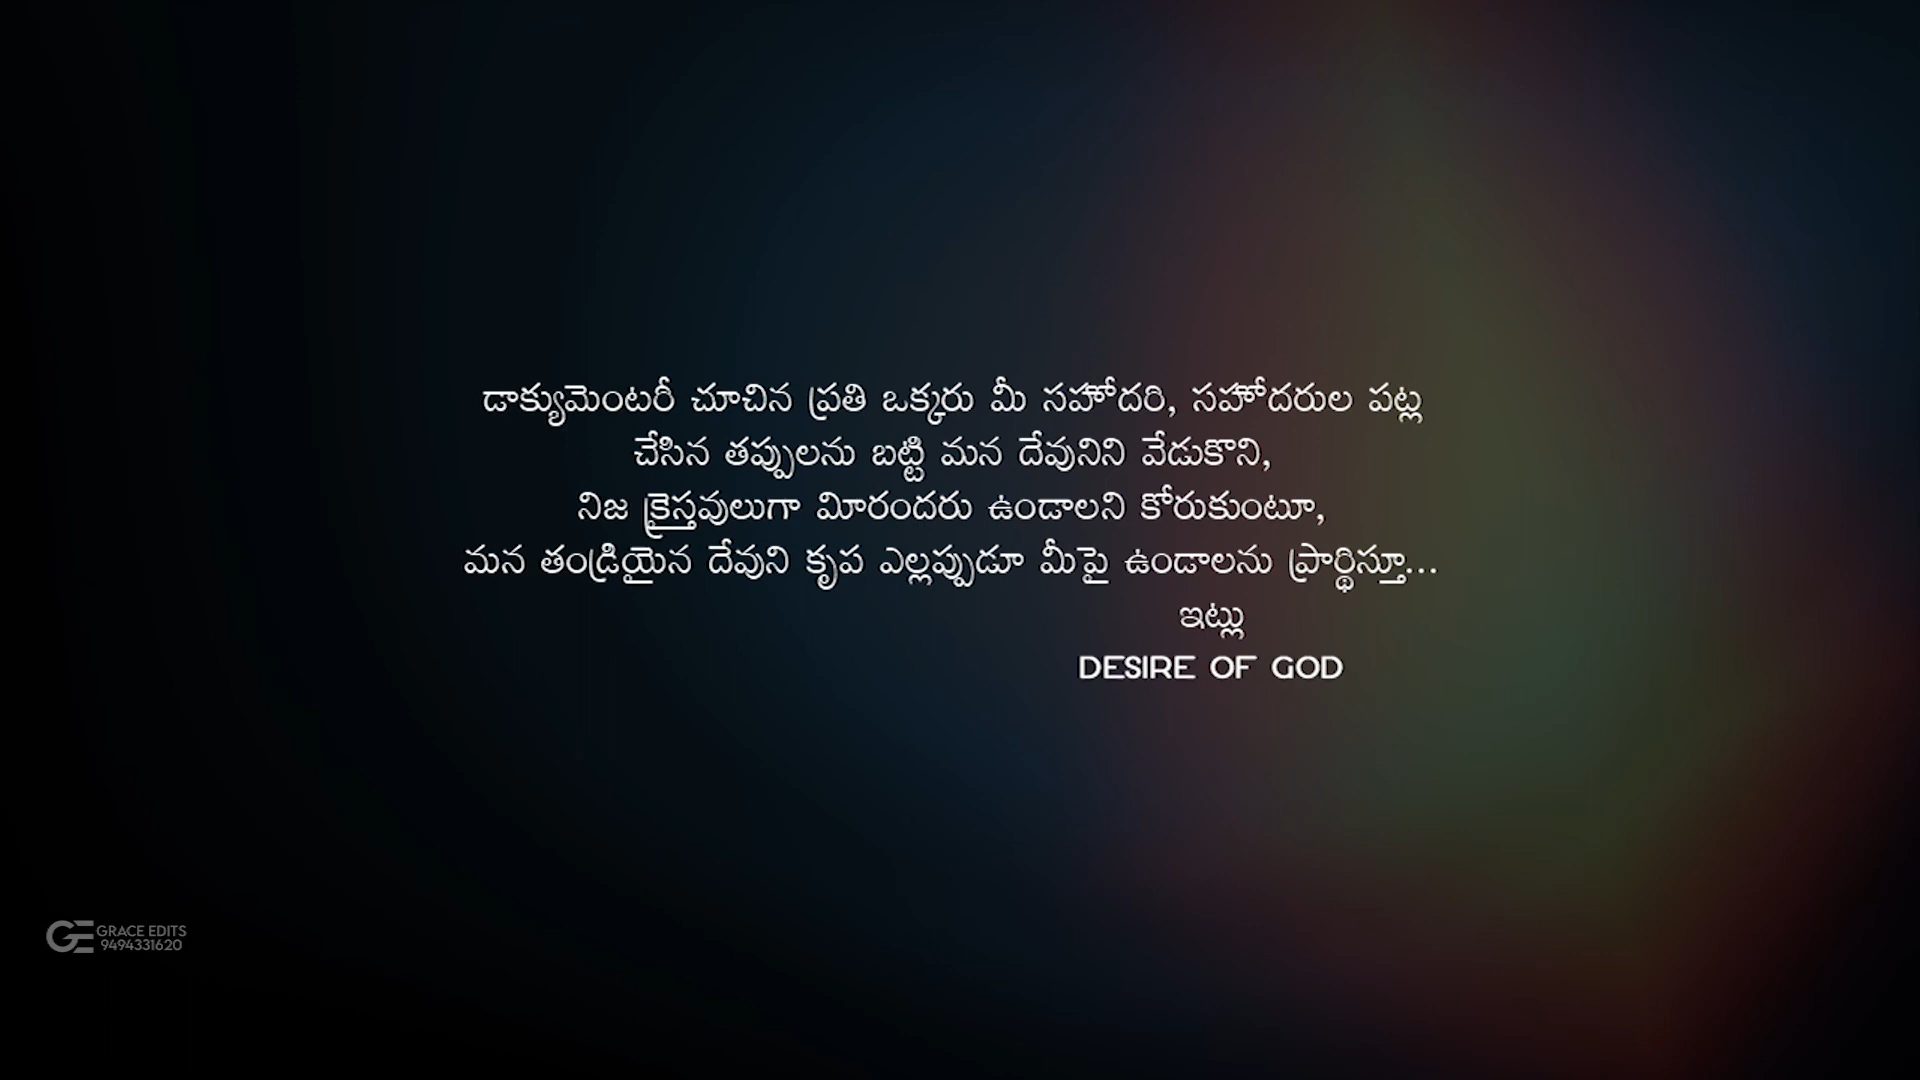 డాక్యుమెంటరీ చూచిన ప్రతి ఒక్కరు మీ సహోదరి, సహోదరుల పట్ల
చేసిన తప్పులను బట్టి మన దేవునిని వేడుకొని,
నిజ క్రైస్తవులుగా మీరందరు ఉండాలని కోరుకుంటూ,
మన తండ్రియైన దేవుని కృప ఎల్లప్పుడూ మీపై ఉండాలను ప్రార్థిస్తూ...
ఇట్లు
DESIRE OF GOD
GE GRACE EDITS
9494331620